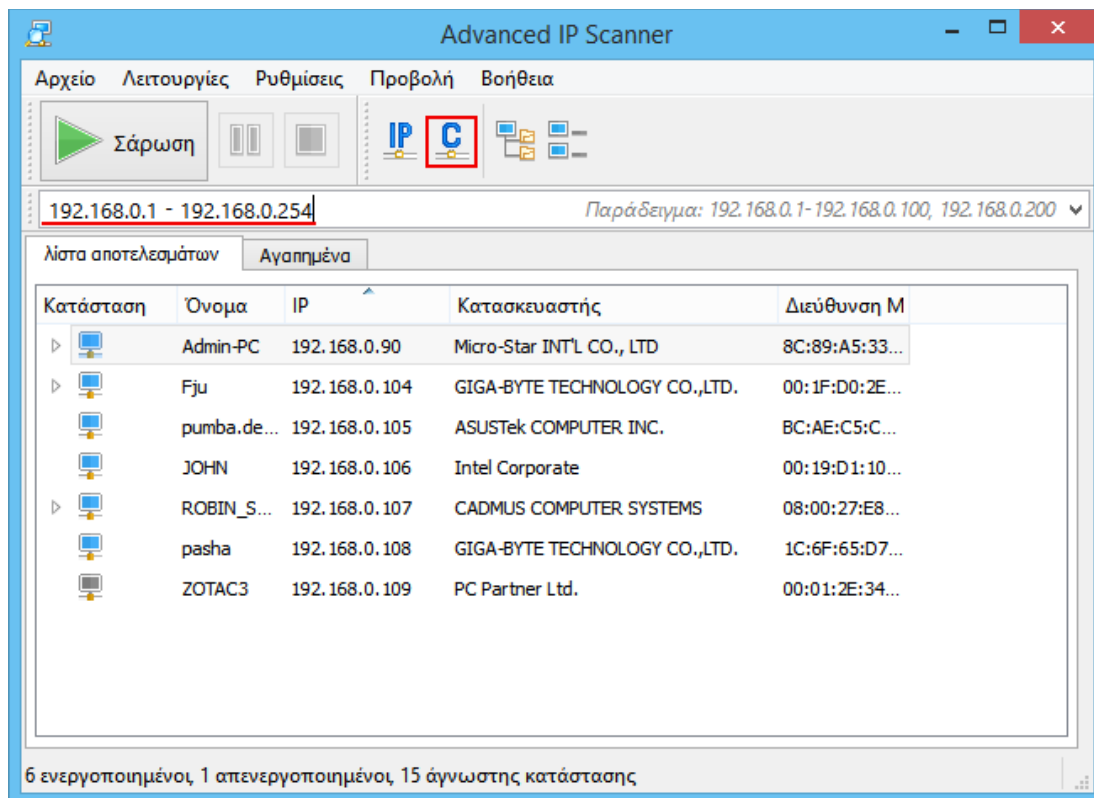 Advanced IP Scanner
Αρχείο Λειτουργίες Ρυθμίσεις Προβολή Βοήθεια
Σάρωση IP C
192.168.0.1 - 192.168.0.254 Παράδειγμα: 192.168.0.1-192.168.0.100, 192.168.0.200
λίστα αποτελεσμάτων Αγαπημένα
Κατάσταση Όνομα IP Κατασκευαστής Διεύθυνση M
Admin-PC 192.168.0.90 Micro-Star INT'L CO., LTD 8C:89:A5:33...
Fju 192.168.0.104 GIGA-BYTE TECHNOLOGY CO.,LTD. 00:1F:D0:2E...
pumba.de... 192.168.0.105 ASUSTek COMPUTER INC. BC:AE:C5:C...
JOHN 192.168.0.106 Intel Corporate 00:19:D1:10...
ROBIN_S... 192.168.0.107 CADMUS COMPUTER SYSTEMS 08:00:27:E8...
pasha 192.168.0.108 GIGA-BYTE TECHNOLOGY CO.,LTD. 1C:6F:65:D7...
ZOTAC3 192.168.0.109 PC Partner Ltd. 00:01:2E:34...
6 ενεργοποιημένοι, 1 απενεργοποιημένοι, 15 άγνωστης κατάστασης